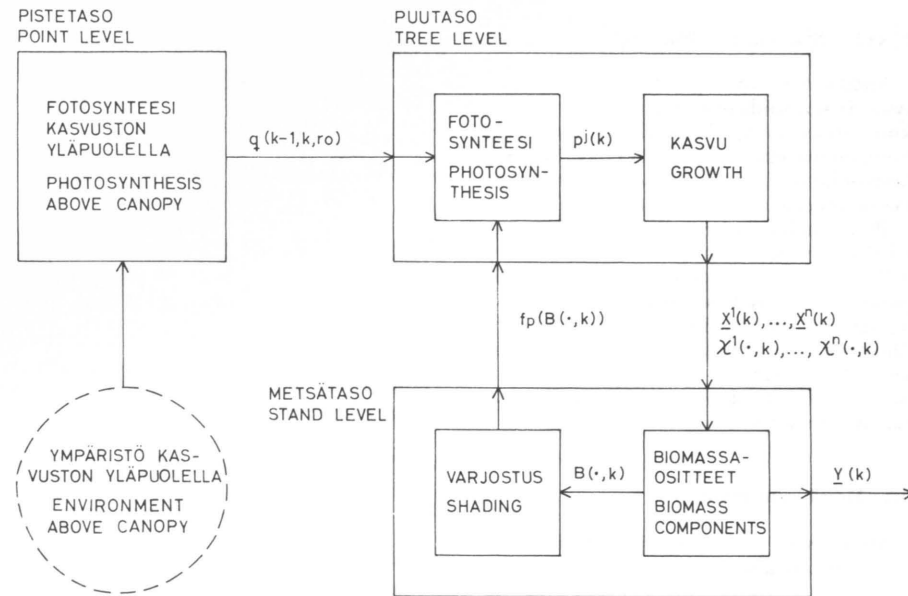 PISTETASO
POINT LEVEL
FOTOSYNTEESI
KASVUSTON
YLÄPUOLELLA
PHOTOSYNTHESIS
ABOVE CANOPY
q(k-1,k,ro)
PUUTASO
TREE LEVEL
FOTO-
SYNTEESI
PHOTOSYN-
THESIS
pj(k)
KASVU
GROWTH
fp(B(·,k))
X¹(k),...,Xⁿ(k)
χ¹(·,k),..., χⁿ(·,k)
YMPÄRISTÖ KAS-
VUSTON YLÄPUOLELLA
ENVIRONMENT
ABOVE CANOPY
METSÄTASO
STAND LEVEL
VARJOSTUS
SHADING
B(·,k)
BIOMASSA-
OSITTEET
BIOMASS
COMPONENTS
Y(k)